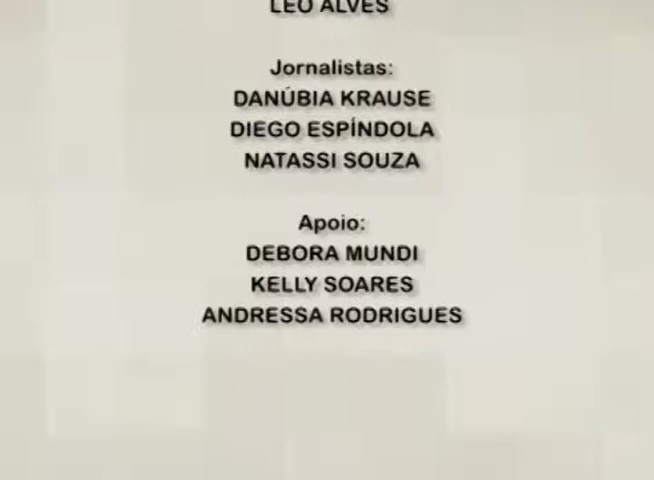 LEO ALVES
Jornalistas:
DANÚBIA KRAUSE
DIEGO ESPÍNDOLA
NATASSI SOUZA
Apoio:
DEBORA MUNDI
KELLY SOARES
ANDRESSA RODRIGUES